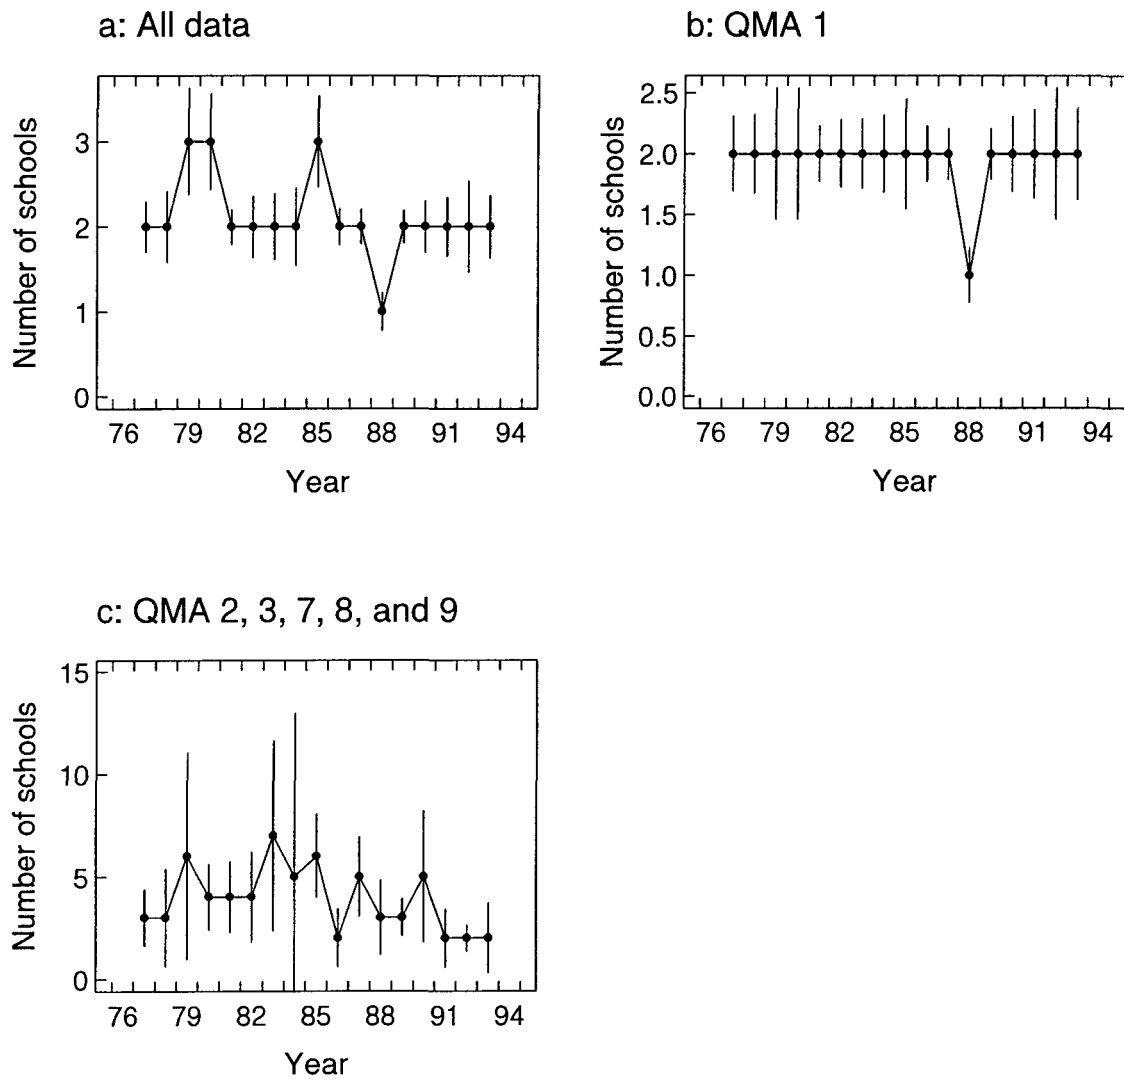 a: All data
Number of schools
3
2
1
0
76 79 82 85 88 91 94
Year
b: QMA 1
Number of schools
2.5
2.0
1.5
1.0
0.5
0.0
76 79 82 85 88 91 94
Year
c: QMA 2, 3, 7, 8, and 9
Number of schools
15
10
5
0
76 79 82 85 88 91 94
Year